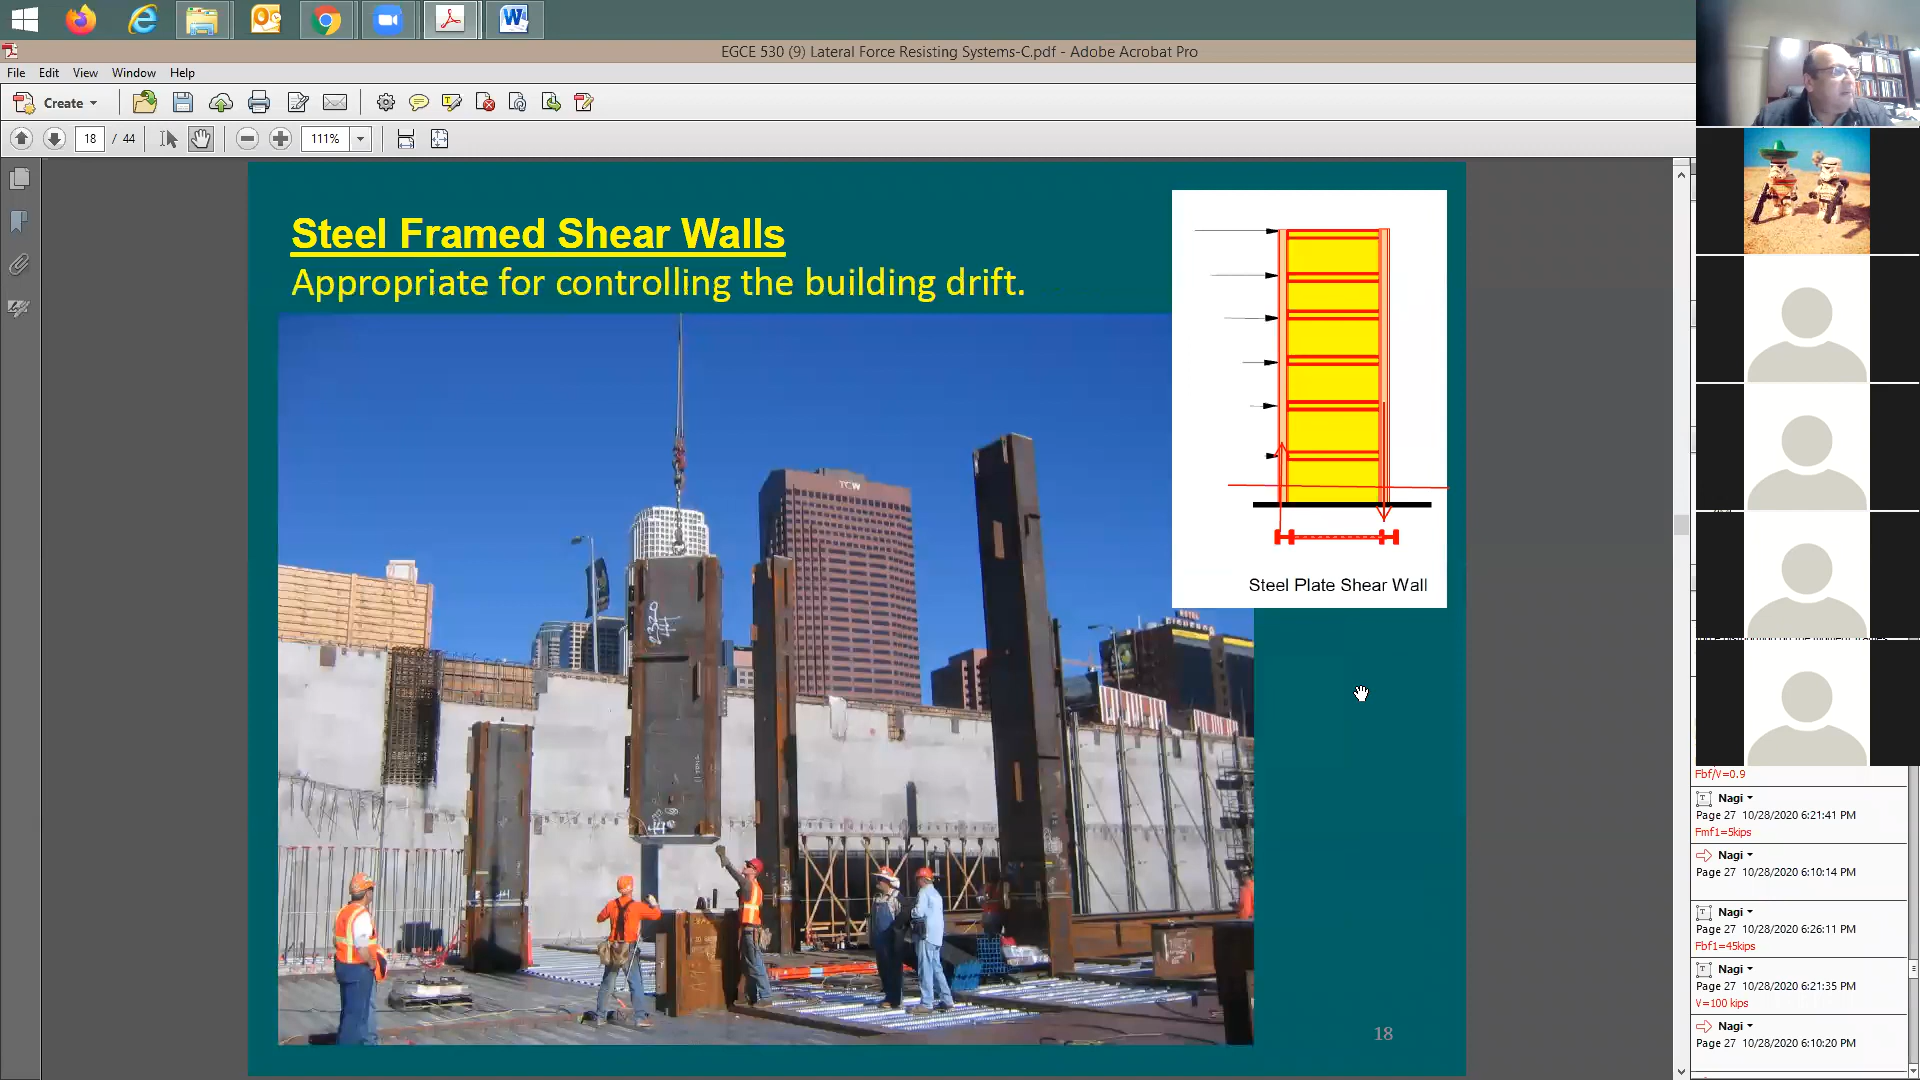 EGCE 530 (9) Lateral Force Resisting Systems-C.pdf - Adobe Acrobat Pro
File Edit View Window Help
Create
18 / 44 111%
Steel Framed Shear Walls
Appropriate for controlling the building drift.
TCW
Steel Plate Shear Wall
18
Fbf/V=0.9
Nagi
Page 27 10/28/2020 6:21:41 PM
Fmf1=5kips
Nagi
Page 27 10/28/2020 6:10:14 PM
Nagi
Page 27 10/28/2020 6:26:11 PM
Fbf1=45kips
Nagi
Page 27 10/28/2020 6:21:35 PM
V=100 kips
Nagi
Page 27 10/28/2020 6:10:20 PM